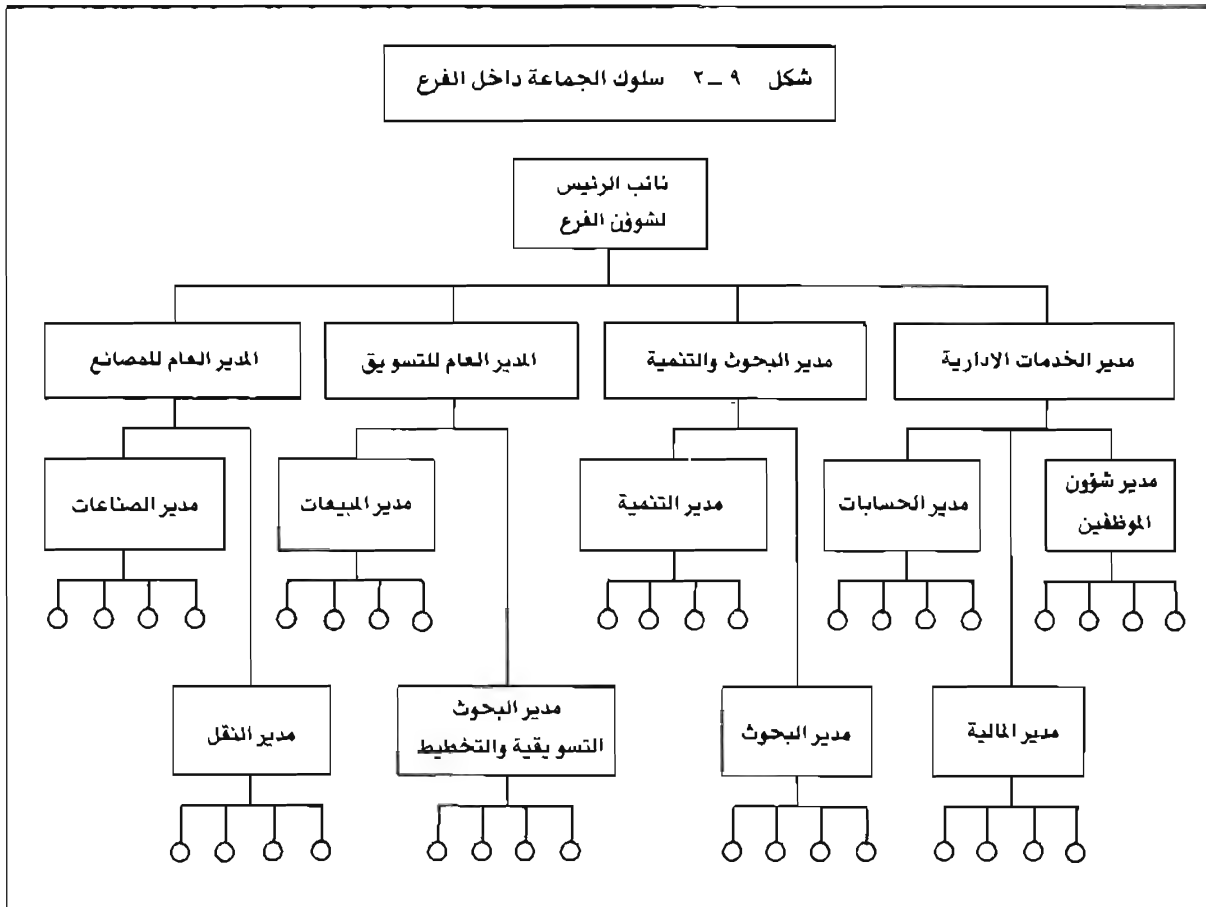 شكل ٩ – ٢ سلوك الجماعة داخل الفرع
نائب الرئيس
لشوؤن الفرع
مدير الخدمات الادارية
مدير البحوث والتنمية
المدير العام للتسويق
المدير العام للمصانع
مدير شؤون
الموظفين
مدير الحسابات
مدير التنمية
مدير المبيعات
مدير الصناعات
مدير المالية
مدير البحوث
مدير البحوث
التسويقية والتخطيط
مدير النقل